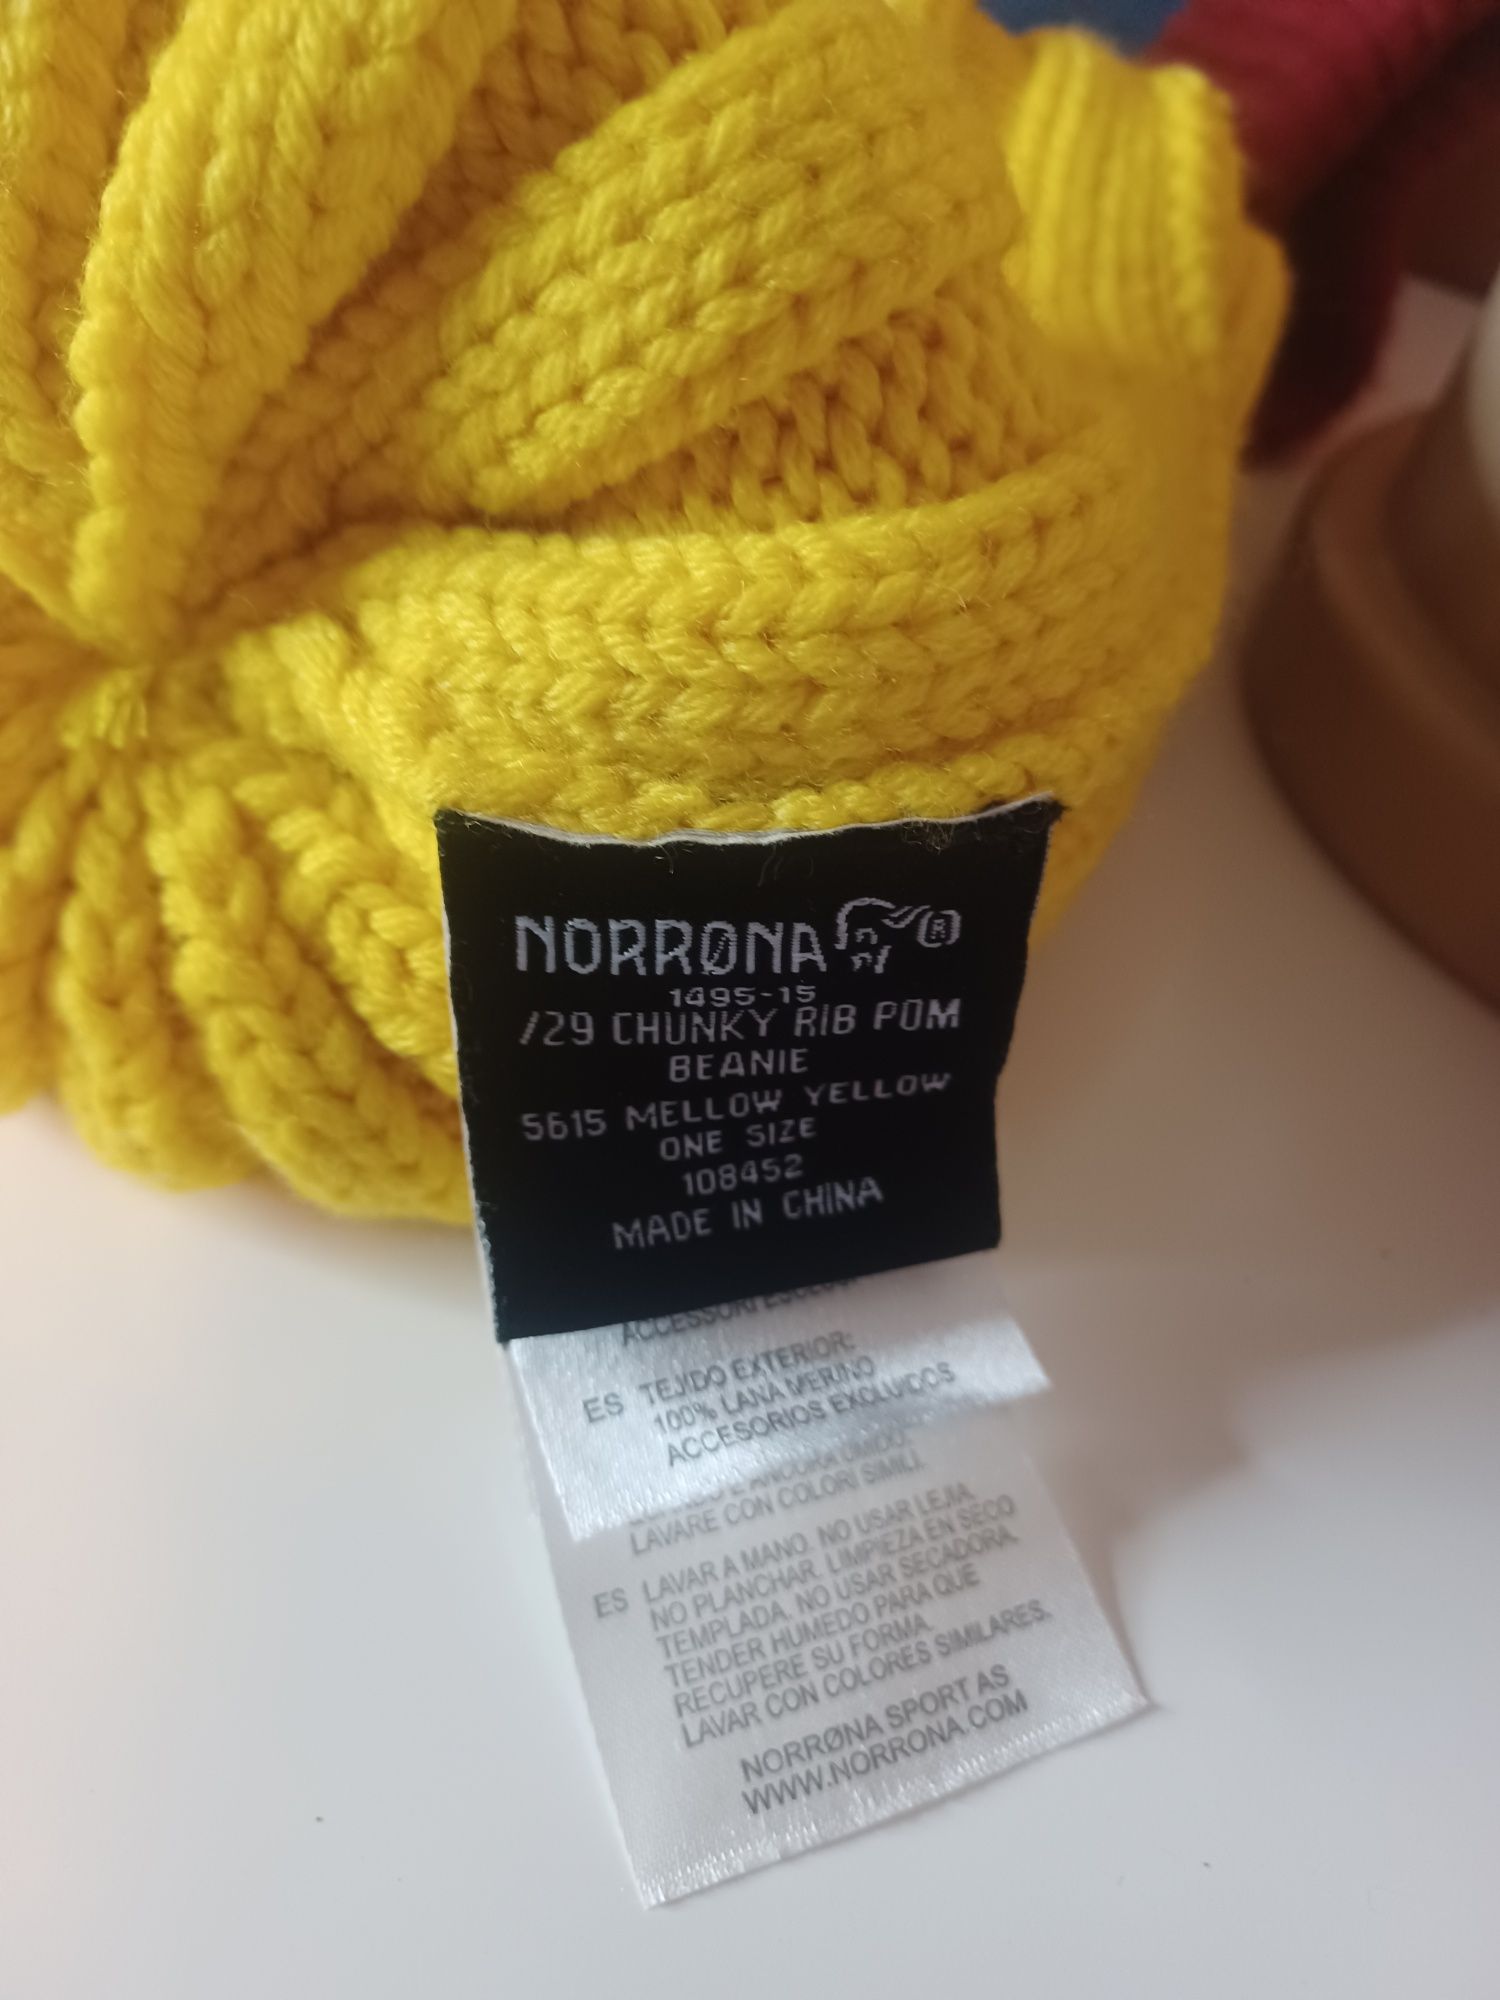 NORRØNA ®
1495-15
/29 CHUNKY RIB POM
BEANIE
5615 MELLOW YELLOW
ONE SIZE
108452
MADE IN CHINA
ACCESSORI
ES TEJIDO EXTERIOR:
100% LANA MERINO
ACCESORIOS EXCLUIDOS
ANCORA UMIDO.
LAVARE CON COLORI SIMILI.
ES LAVAR A MANO. NO USAR LEJIA.
NO PLANCHAR. LIMPIEZA EN SECO
TEMPLADA. NO USAR SECADORA.
TENDER HUMEDO PARA QUE
RECUPERE SU FORMA.
LAVAR CON COLORES SIMILARES.
NORRØNA SPORT AS
WWW.NORRONA.COM